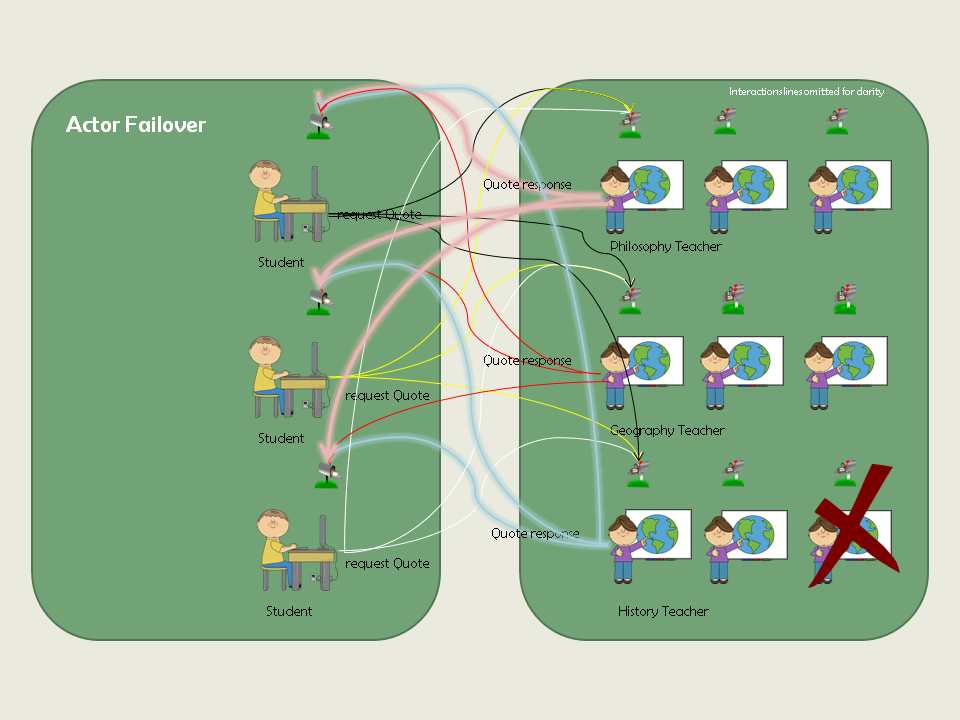 Interactions lines omitted for clarity
Actor Failover
Quote response
request Quote
Philosophy Teacher
Student
Quote response
request Quote
Geography Teacher
Student
Quote response
request Quote
Student
History Teacher